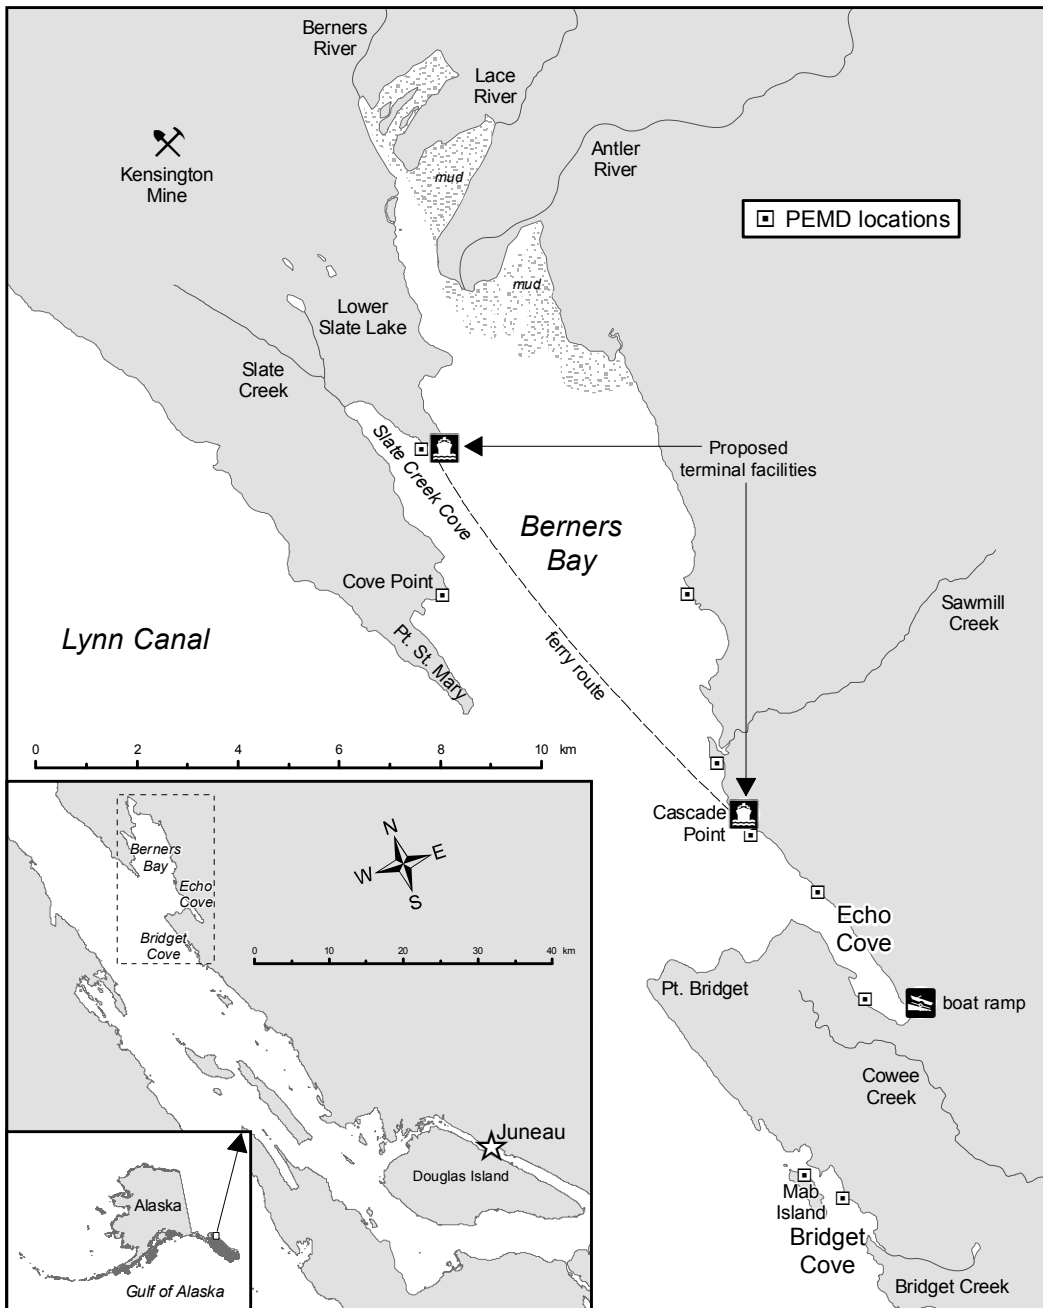 Berners
River
Lace
River
Antler
River
Kensington
Mine
mud
PEMD locations
mud
Lower
Slate Lake
Slate
Creek
Slate Creek Cove
Proposed
terminal facilities
Berners
Bay
Cove Point
Sawmill
Creek
Lynn Canal
Pt. St. Mary
ferry route
0 2 4 6 8 10 km
Cascade
Point
Berners
Bay
Echo
Cove
Bridget
Cove
N
E
W
S
0 10 20 30 40 km
Echo
Cove
Pt. Bridget
boat ramp
Cowee
Creek
Juneau
Douglas Island
Mab
Island
Bridget
Cove
Bridget Creek
Alaska
Gulf of Alaska